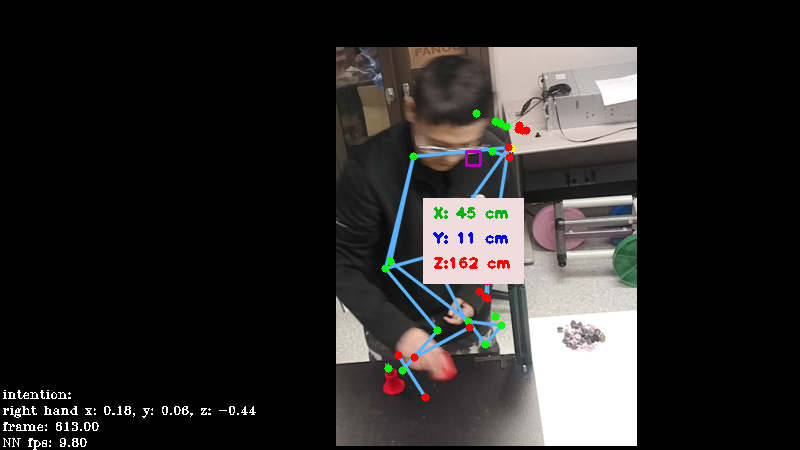 FANUC
X: 45 cm
Y: 11 cm
Z:162 cm
intention:
right hand x: 0.18, y: 0.06, z: -0.44
frame: 613.00
NN fps: 9.80